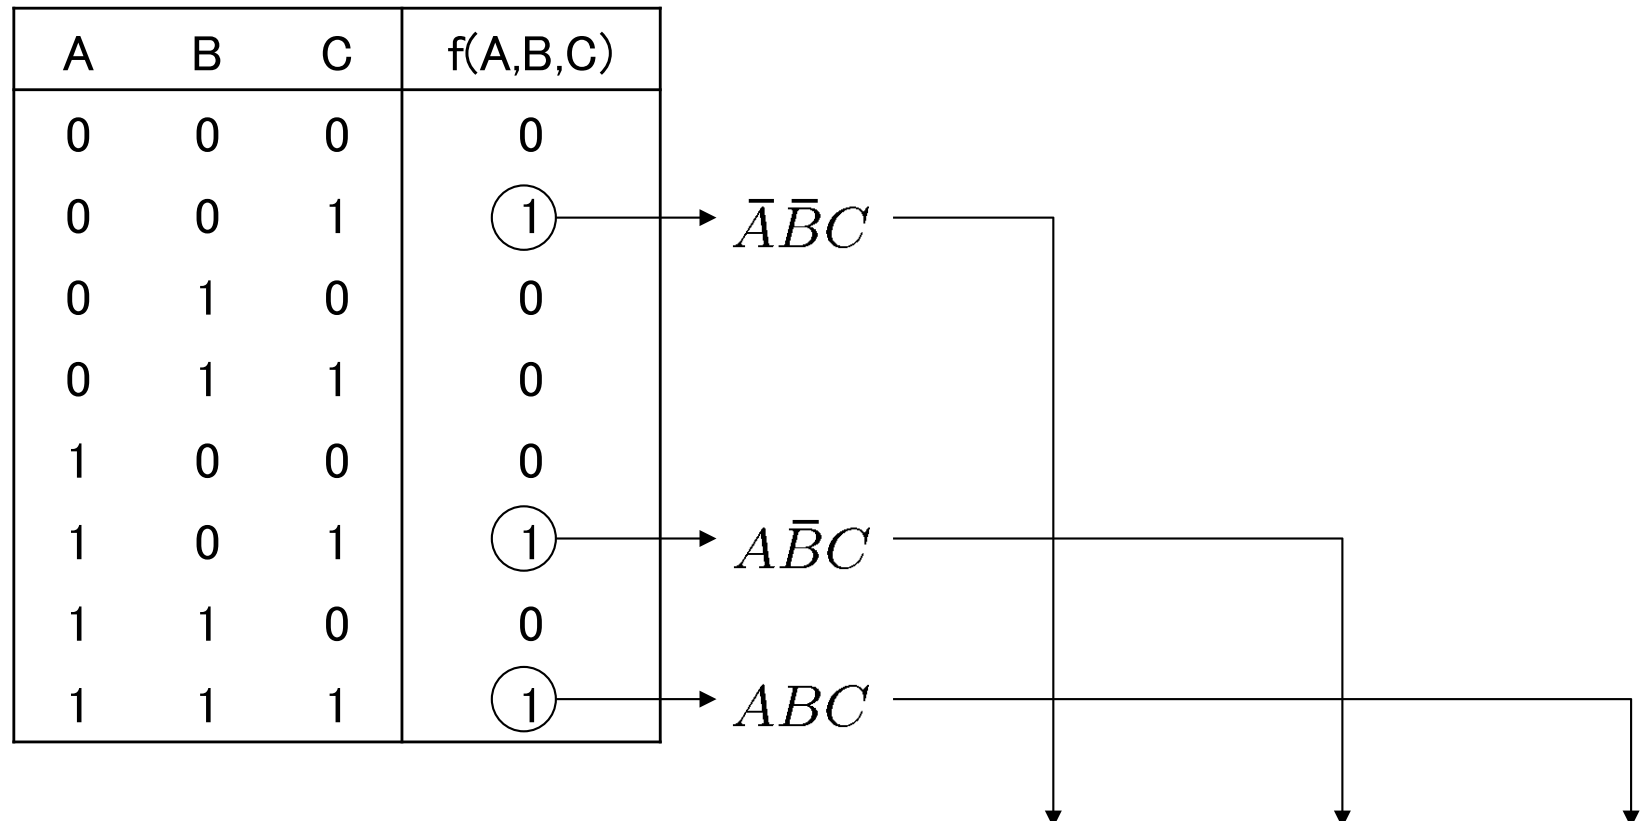 A B C f(A,B,C)
0 0 0 0
0 0 1 1 A̅B̅C
0 1 0 0
0 1 1 0
1 0 0 0
1 0 1 1 AB̅C
1 1 0 0
1 1 1 1 ABC